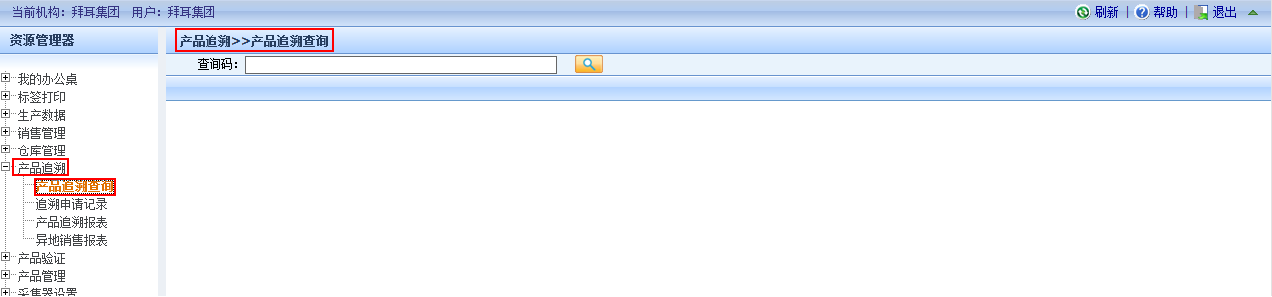 当前机构：拜耳集团 用户：拜耳集团
刷新 | 帮助 | 退出
资源管理器
产品追溯>>产品追溯查询
查询码：
我的办公桌
标签打印
生产数据
销售管理
仓库管理
产品追溯
产品追溯查询
追溯申请记录
产品追溯报表
异地销售报表
产品验证
产品管理
采集器设置